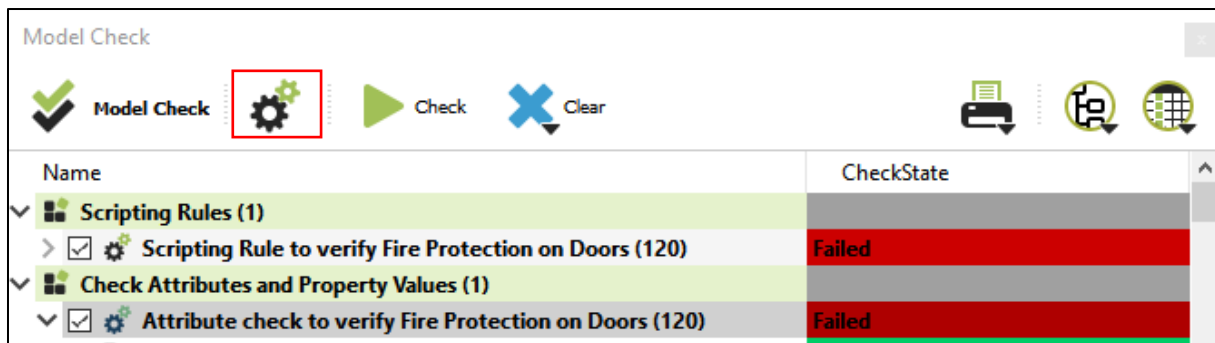 Model Check
Model Check Check Clear
Name CheckState
Scripting Rules (1)
Scripting Rule to verify Fire Protection on Doors (120) Failed
Check Attributes and Property Values (1)
Attribute check to verify Fire Protection on Doors (120) Failed